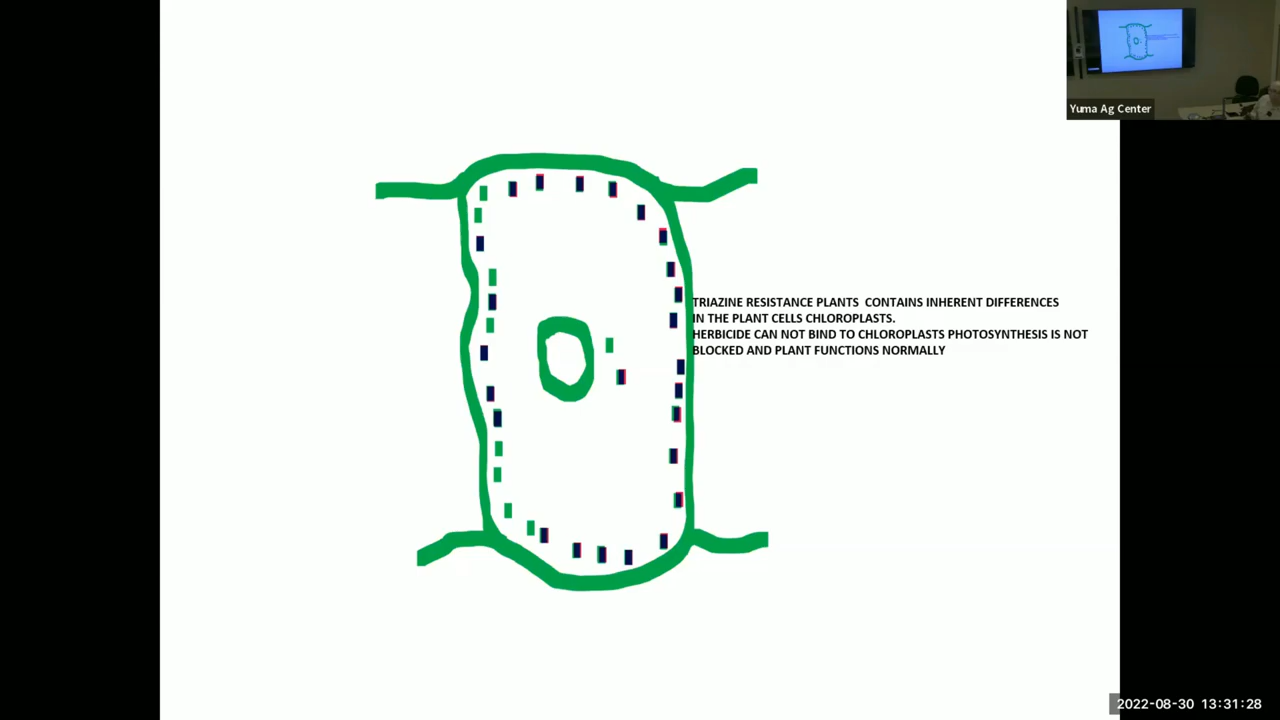 Yuma Ag Center
TRIAZINE RESISTANCE PLANTS CONTAINS INHERENT DIFFERENCES
IN THE PLANT CELLS CHLOROPLASTS.
HERBICIDE CAN NOT BIND TO CHLOROPLASTS PHOTOSYNTHESIS IS NOT
BLOCKED AND PLANT FUNCTIONS NORMALLY
2022-08-30 13:31:28